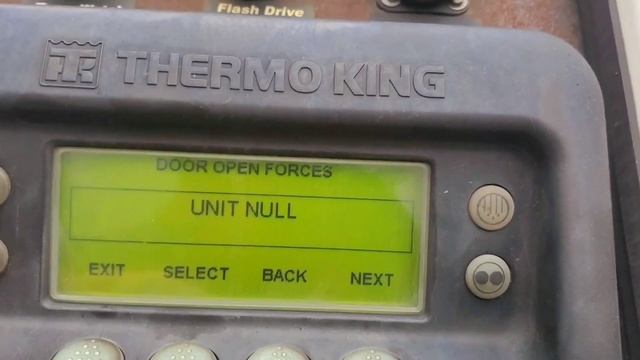 Flash Drive
THERMO KING
DOOR OPEN FORCES
UNIT NULL
EXIT SELECT BACK NEXT